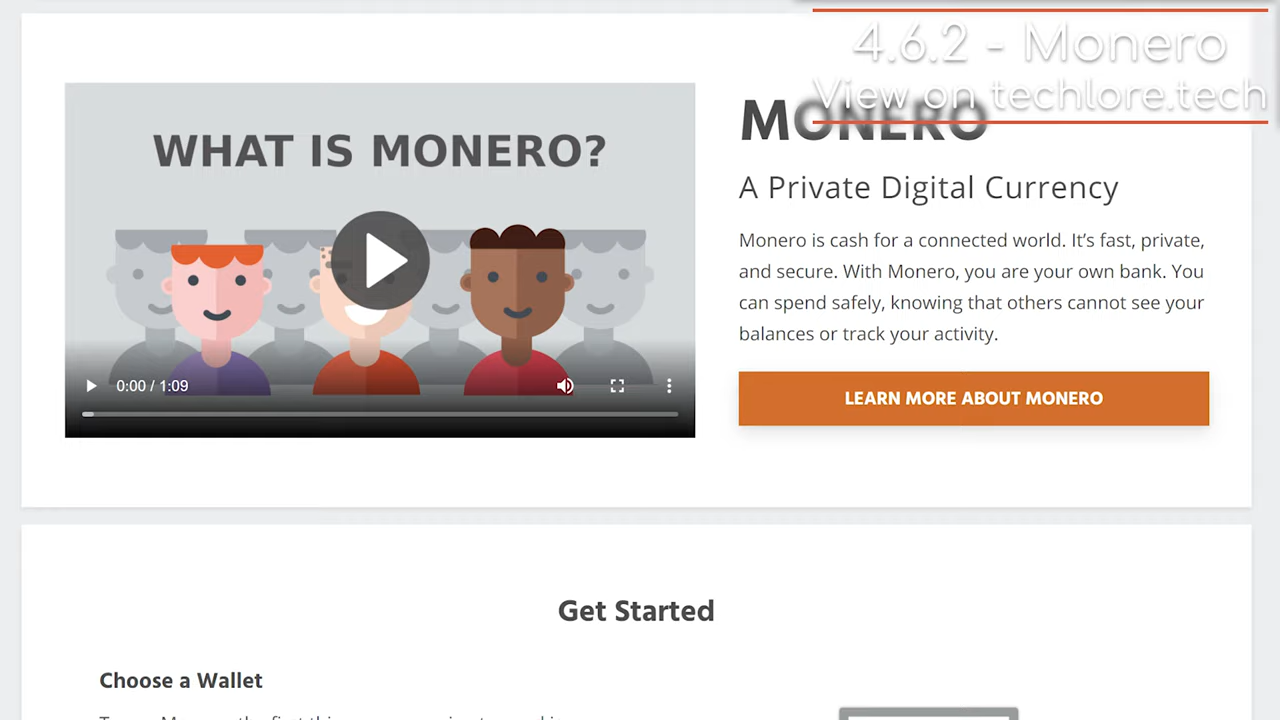 4.6.2 - Monero
View on techlore.tech
WHAT IS MONERO?
0:00 / 1:09
MONERO
A Private Digital Currency
Monero is cash for a connected world. It’s fast, private,
and secure. With Monero, you are your own bank. You
can spend safely, knowing that others cannot see your
balances or track your activity.
LEARN MORE ABOUT MONERO
Get Started
Choose a Wallet